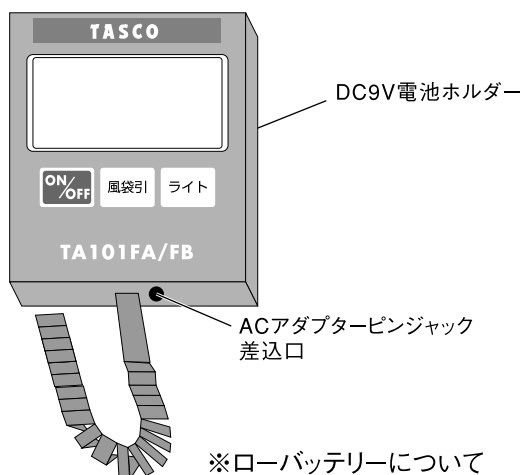 TASCO
DC9V電池ホルダー
ON/OFF 風袋引 ライト
TA101FA/FB
ACアダプターピンジャック
差込口
※ローバッテリーについて